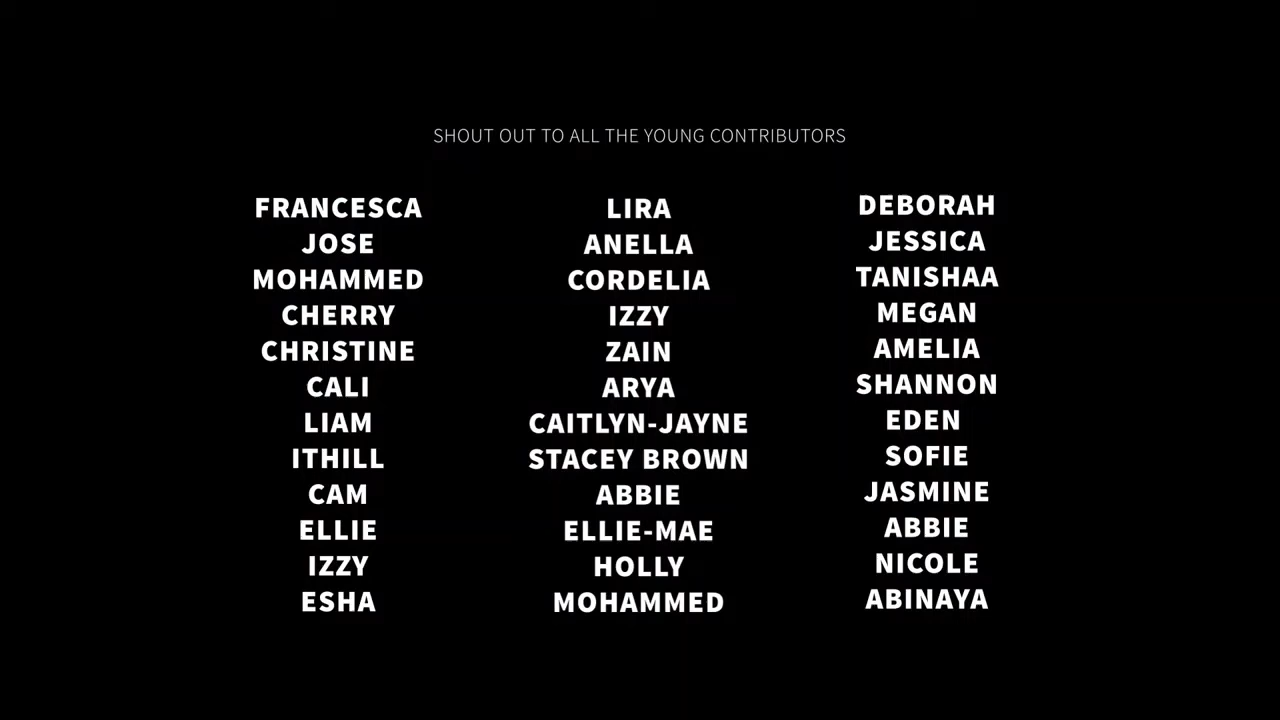 SHOUT OUT TO ALL THE YOUNG CONTRIBUTORS
FRANCESCA
JOSE
MOHAMMED
CHERRY
CHRISTINE
CALI
LIAM
ITHILL
CAM
ELLIE
IZZY
ESHA
LIRA
ANELLA
CORDELIA
IZZY
ZAIN
ARYA
CAITLYN-JAYNE
STACEY BROWN
ABBIE
ELLIE-MAE
HOLLY
MOHAMMED
DEBORAH
JESSICA
TANISHAA
MEGAN
AMELIA
SHANNON
EDEN
SOFIE
JASMINE
ABBIE
NICOLE
ABINAYA